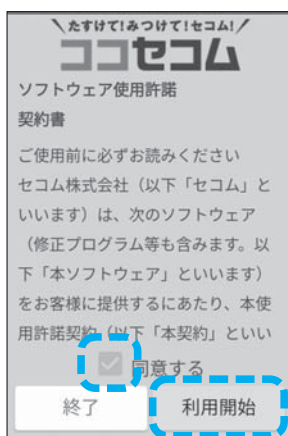 たすけて!みつけて!セコム!
ココセコム
ソフトウェア使用許諾
契約書
ご使用前に必ずお読みください
セコム株式会社（以下「セコム」と
いいます）は、次のソフトウェア
（修正プログラム等も含みます。以
下「本ソフトウェア」といいます）
をお客様に提供するにあたり、本使
用許諾契約（以下「本契約」といい
同意する
終了
利用開始